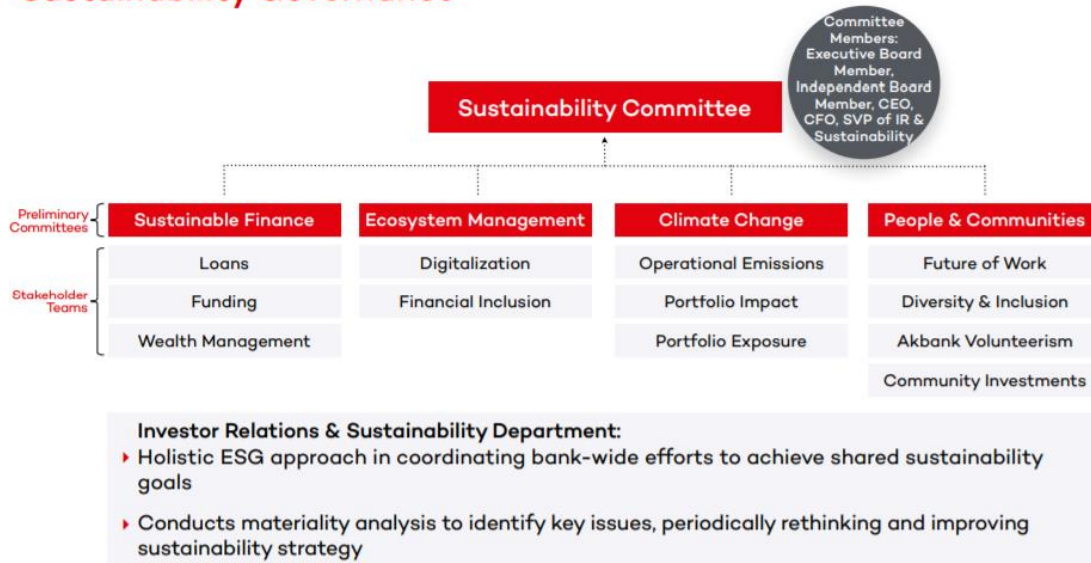 Sustainability Governance
Committee
Members:
Executive Board
Member,
Independent Board
Member, CEO,
CFO, SVP of IR &
Sustainability
Sustainability Committee
Preliminary
Committees
Sustainable Finance
Ecosystem Management
Climate Change
People & Communities
Stakeholder
Teams
Loans
Digitalization
Operational Emissions
Future of Work
Funding
Financial Inclusion
Portfolio Impact
Diversity & Inclusion
Wealth Management
Portfolio Exposure
Akbank Volunteerism
Community Investments
Investor Relations & Sustainability Department:
Holistic ESG approach in coordinating bank-wide efforts to achieve shared sustainability
goals
Conducts materiality analysis to identify key issues, periodically rethinking and improving
sustainability strategy